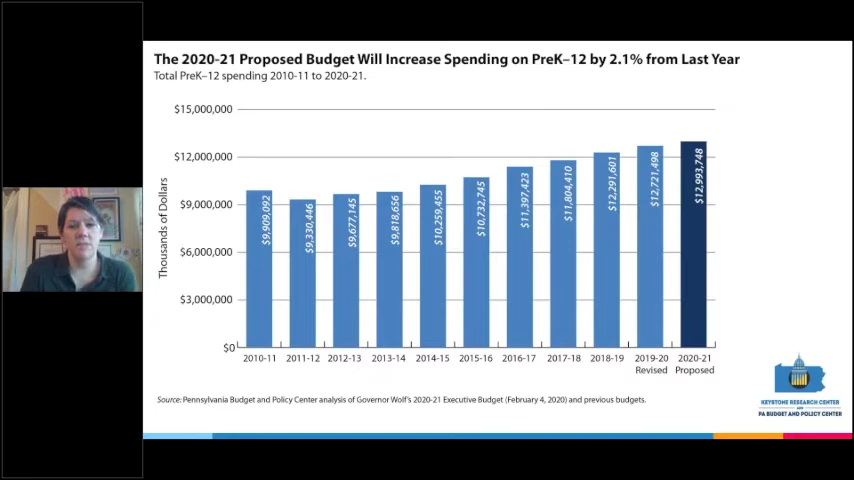 The 2020-21 Proposed Budget Will Increase Spending on PreK–12 by 2.1% from Last Year
Total PreK–12 spending 2010-11 to 2020-21.
Thousands of Dollars
$15,000,000
$12,000,000
$9,000,000
$6,000,000
$3,000,000
$0
$9,909,092
$9,330,446
$9,677,145
$9,818,656
$10,259,455
$10,732,745
$11,397,423
$11,804,410
$12,291,601
$12,721,498
$12,993,748
2010-11 2011-12 2012-13 2013-14 2014-15 2015-16 2016-17 2017-18 2018-19 2019-20 2020-21
Revised Proposed
Source: Pennsylvania Budget and Policy Center analysis of Governor Wolf's 2020-21 Executive Budget (February 4, 2020) and previous budgets.
KEYSTONE RESEARCH CENTER
AND
PA BUDGET AND POLICY CENTER